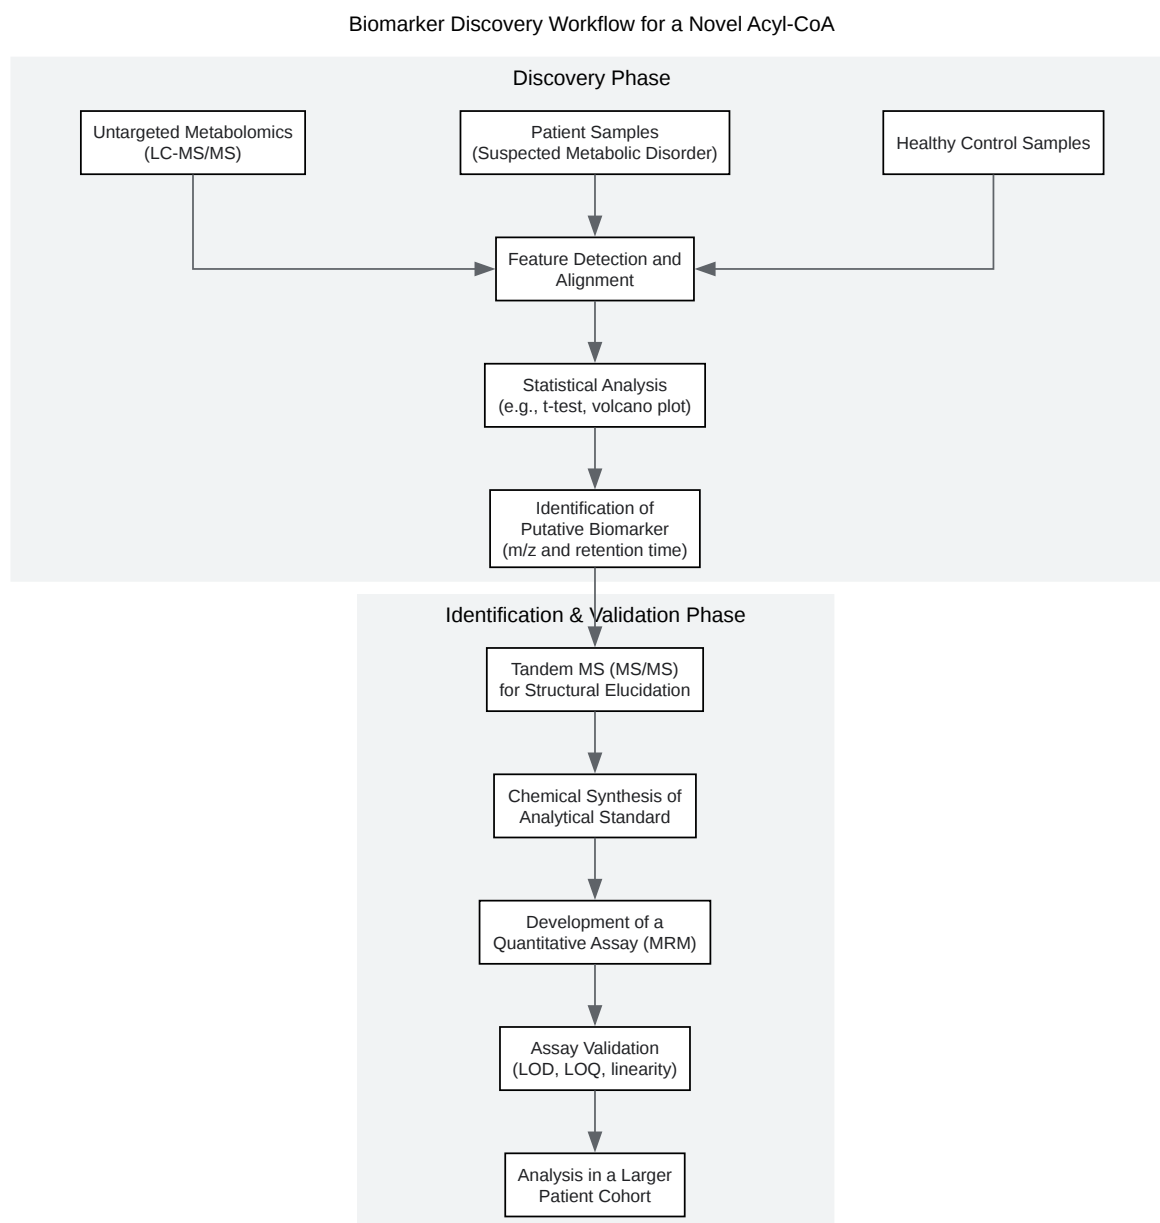 Biomarker Discovery Workflow for a Novel Acyl-CoA
Discovery Phase
Untargeted Metabolomics
(LC-MS/MS)
Patient Samples
(Suspected Metabolic Disorder)
Healthy Control Samples
Feature Detection and
Alignment
Statistical Analysis
(e.g., t-test, volcano plot)
Identification of
Putative Biomarker
(m/z and retention time)
Identification & Validation Phase
Tandem MS (MS/MS)
for Structural Elucidation
Chemical Synthesis of
Analytical Standard
Development of a
Quantitative Assay (MRM)
Assay Validation
(LOD, LOQ, linearity)
Analysis in a Larger
Patient Cohort